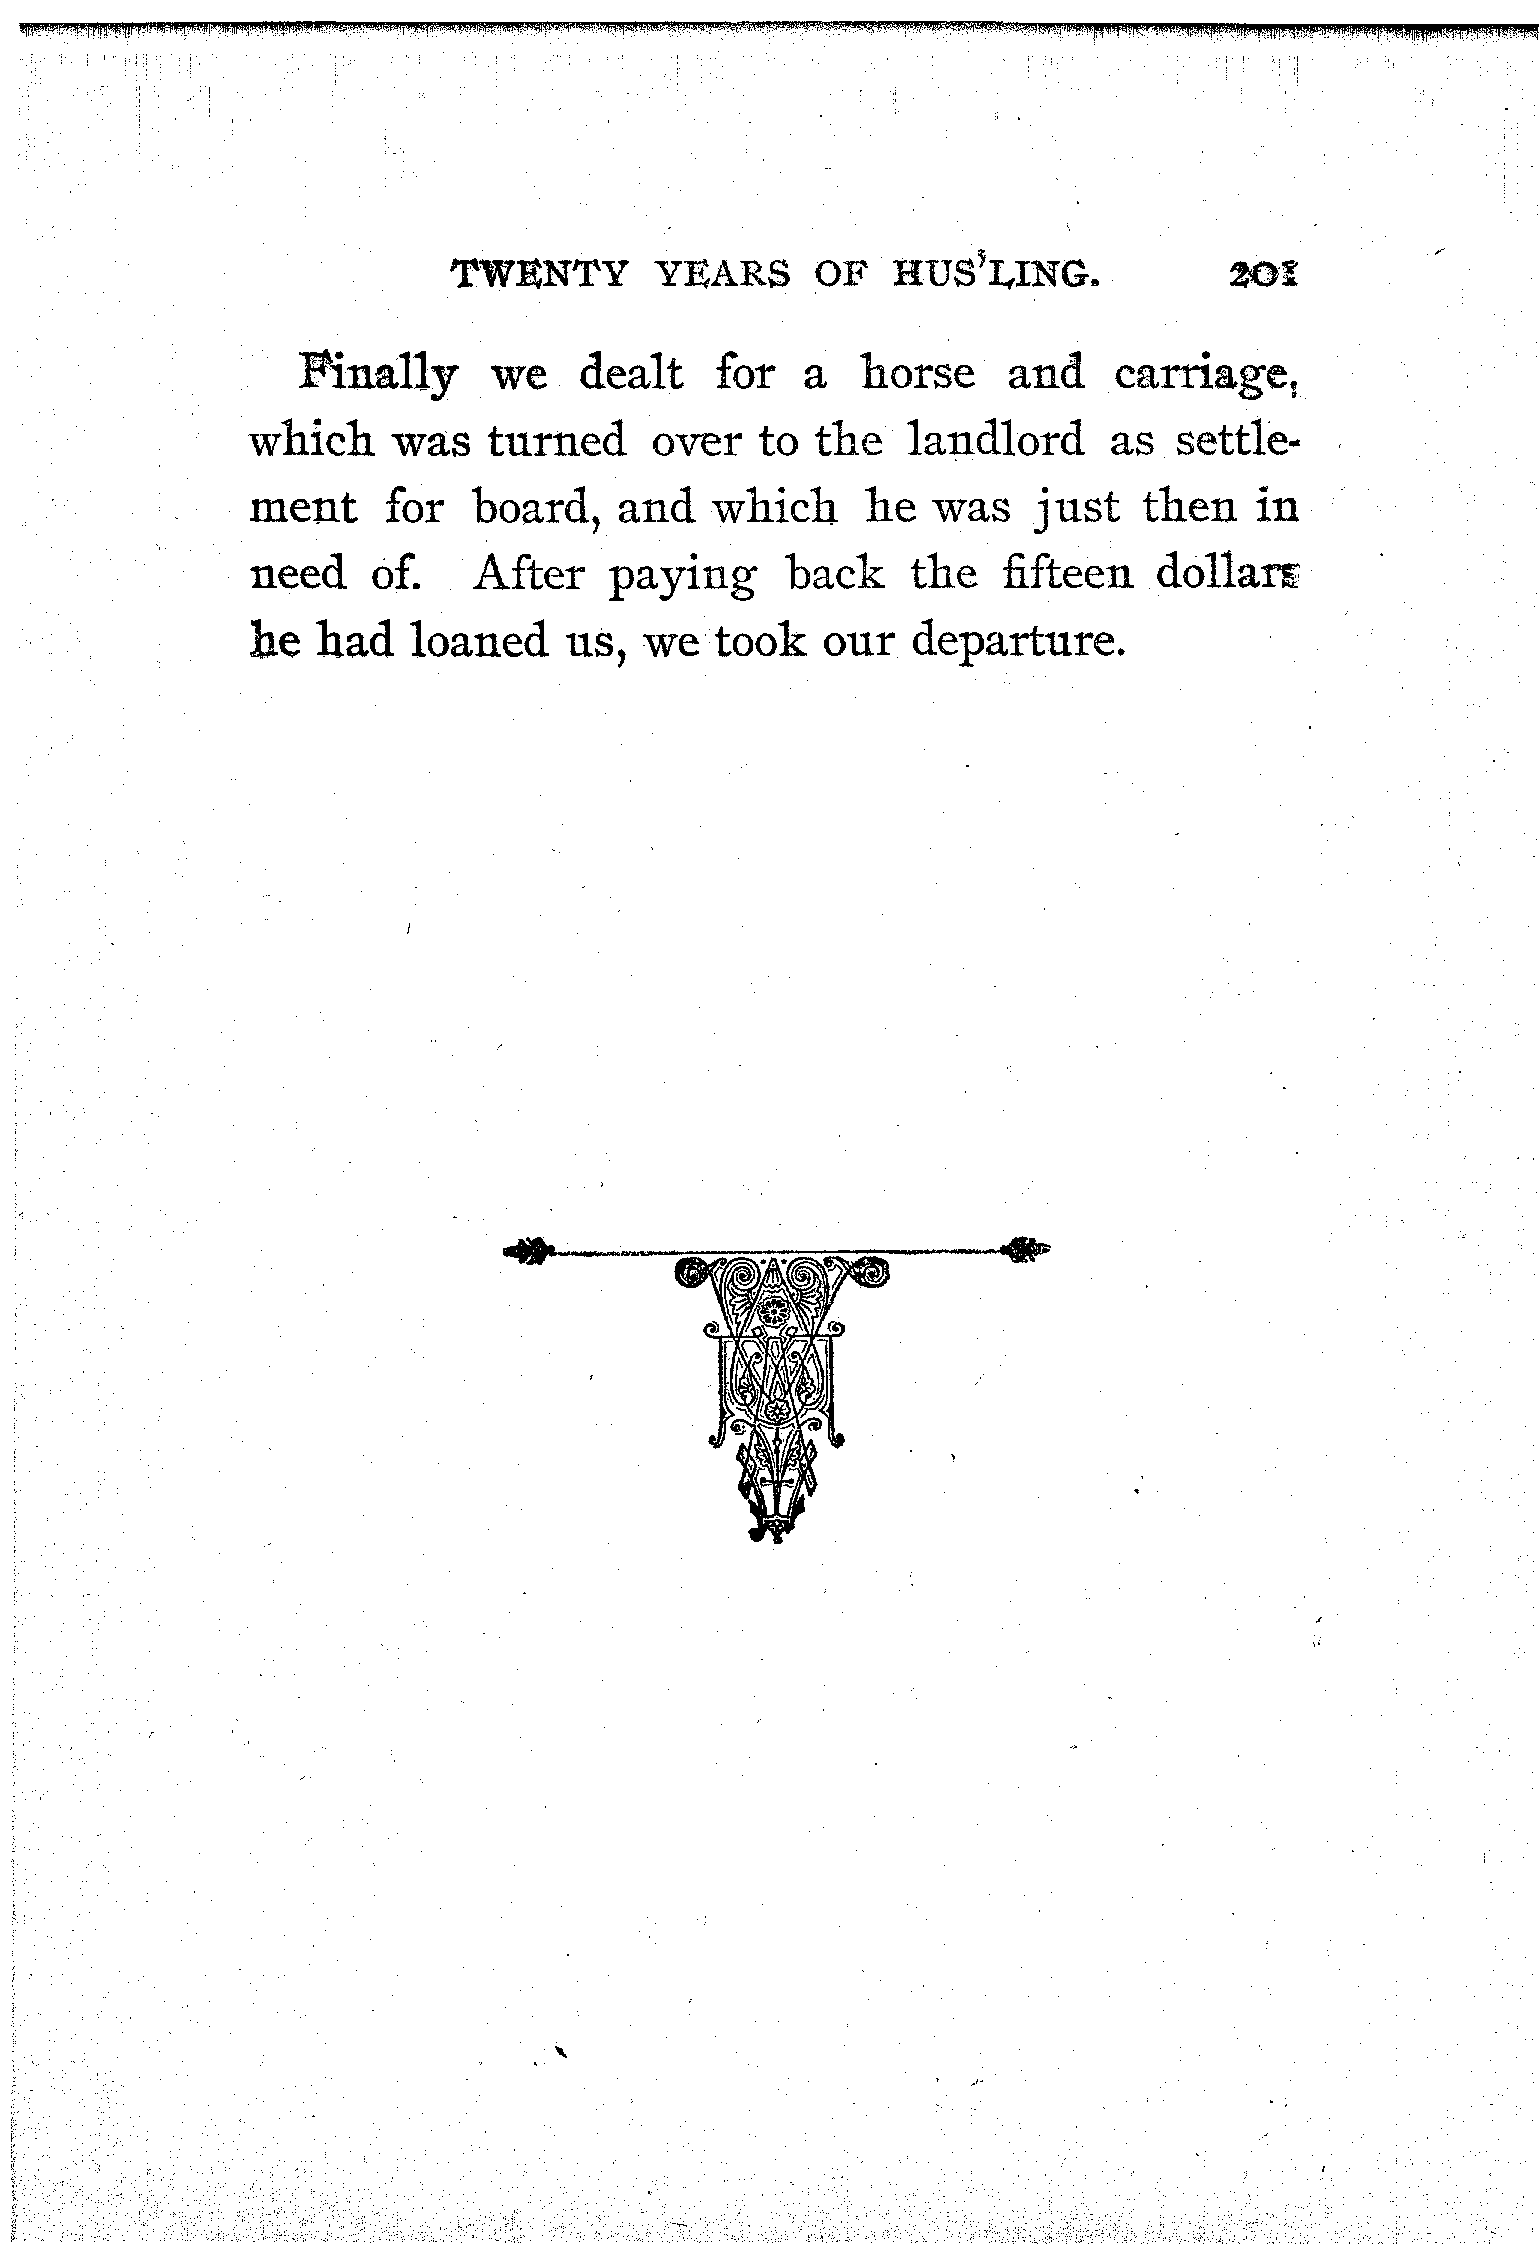 TWENTY YEARS OF HUS'LING. 201
Finally we dealt for a horse and carriage,
which was turned over to the landlord as settle-
ment for board, and which he was just then in
need of. After paying back the fifteen dollars
he had loaned us, we took our departure.